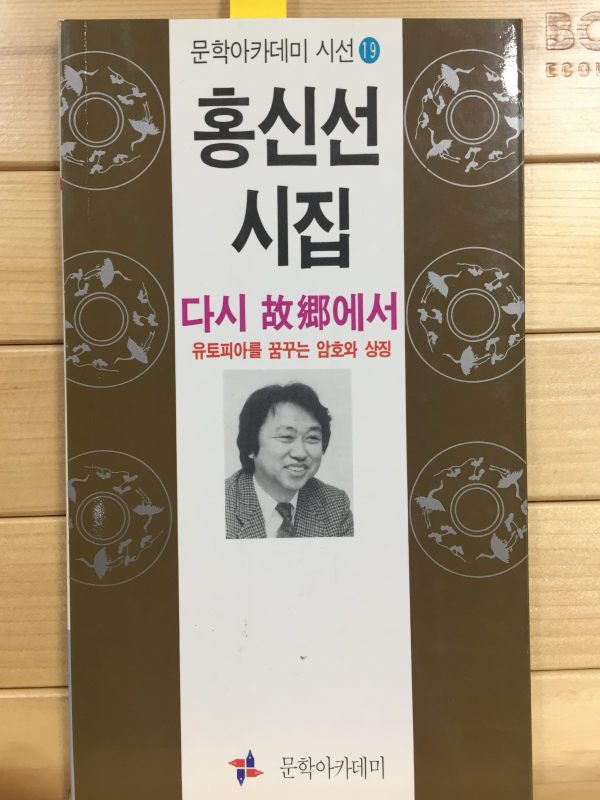 문학아카데미 시선 19
홍신선
시집
다시 故鄕에서
유토피아를 꿈꾸는 암호와 상징
문학아카데미